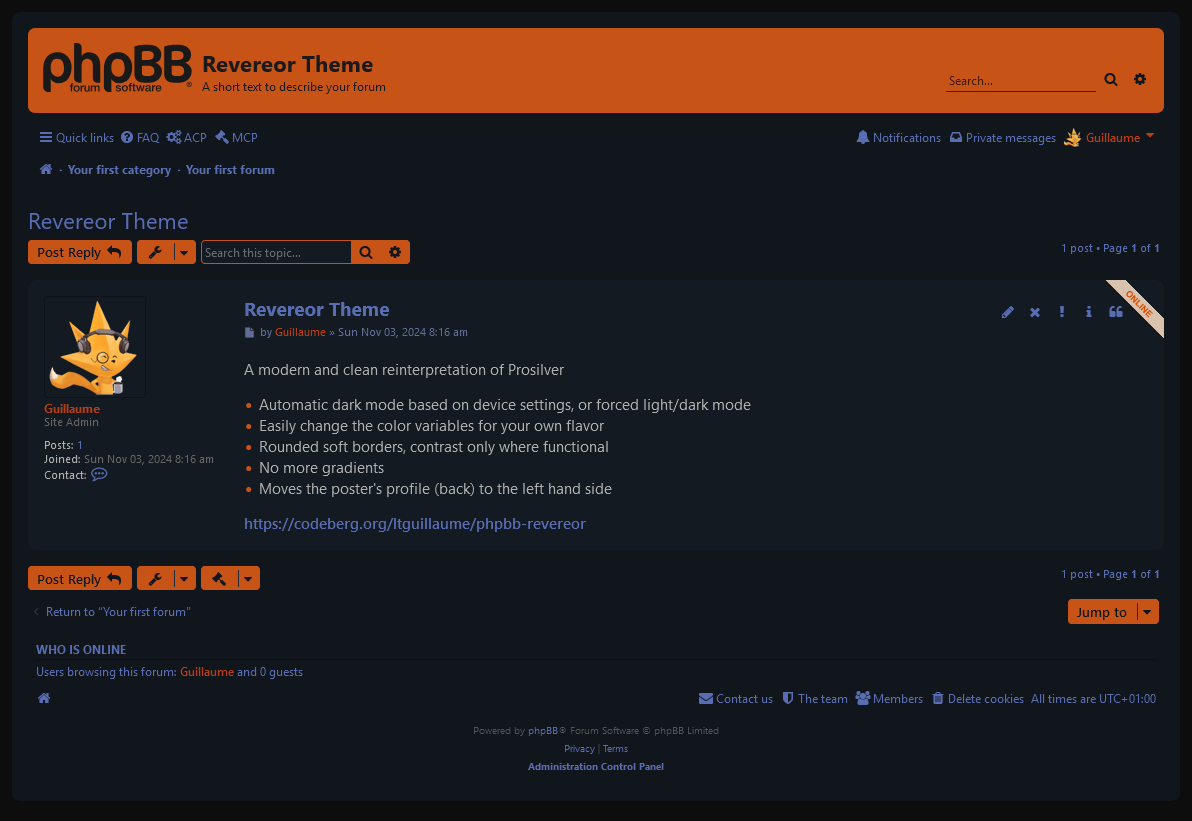 phpBB
forum software ®
Revereor Theme
A short text to describe your forum
Search…
Quick links FAQ ACP MCP
Notifications Private messages Guillaume
· Your first category · Your first forum
Revereor Theme
Post Reply
Search this topic…
1 post • Page 1 of 1
ONLINE
Revereor Theme
by Guillaume » Sun Nov 03, 2024 8:16 am
A modern and clean reinterpretation of Prosilver
• Automatic dark mode based on device settings, or forced light/dark mode
• Easily change the color variables for your own flavor
• Rounded soft borders, contrast only where functional
• No more gradients
• Moves the poster's profile (back) to the left hand side
https://codeberg.org/ltguillaume/phpbb-revereor
Guillaume
Site Admin
Posts: 1
Joined: Sun Nov 03, 2024 8:16 am
Contact:
Post Reply
1 post • Page 1 of 1
Return to “Your first forum”
Jump to
WHO IS ONLINE
Users browsing this forum: Guillaume and 0 guests
Contact us The team Members Delete cookies All times are UTC+01:00
Powered by phpBB® Forum Software © phpBB Limited
Privacy | Terms
Administration Control Panel